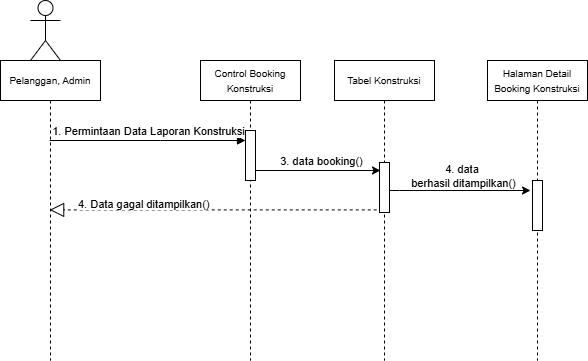 Pelanggan, Admin
Control Booking
Konstruksi
Tabel Konstruksi
Halaman Detail
Booking Konstruksi
1. Permintaan Data Laporan Konstruksi
3. data booking()
4. data
berhasil ditampilkan()
4. Data gagal ditampilkan()